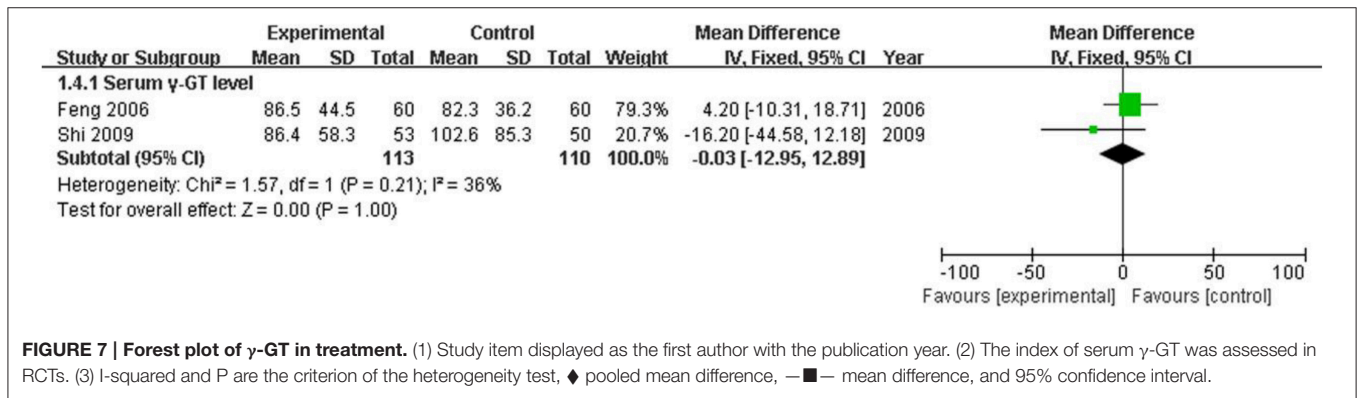 Experimental Control Mean Difference Mean Difference
Study or Subgroup Mean SD Total Mean SD Total Weight IV, Fixed, 95% CI Year IV, Fixed, 95% CI
1.4.1 Serum γ-GT level
Feng 2006 86.5 44.5 60 82.3 36.2 60 79.3% 4.20 [-10.31, 18.71] 2006
Shi 2009 86.4 58.3 53 102.6 85.3 50 20.7% -16.20 [-44.58, 12.18] 2009
Subtotal (95% CI) 113 110 100.0% -0.03 [-12.95, 12.89]
Heterogeneity: Chi² = 1.57, df = 1 (P = 0.21); I² = 36%
Test for overall effect: Z = 0.00 (P = 1.00)
-100 -50 0 50 100
Favours [experimental] Favours [control]
FIGURE 7 | Forest plot of γ-GT in treatment. (1) Study item displayed as the first author with the publication year. (2) The index of serum γ-GT was assessed in
RCTs. (3) I-squared and P are the criterion of the heterogeneity test, ♦ pooled mean difference, —■— mean difference, and 95% confidence interval.